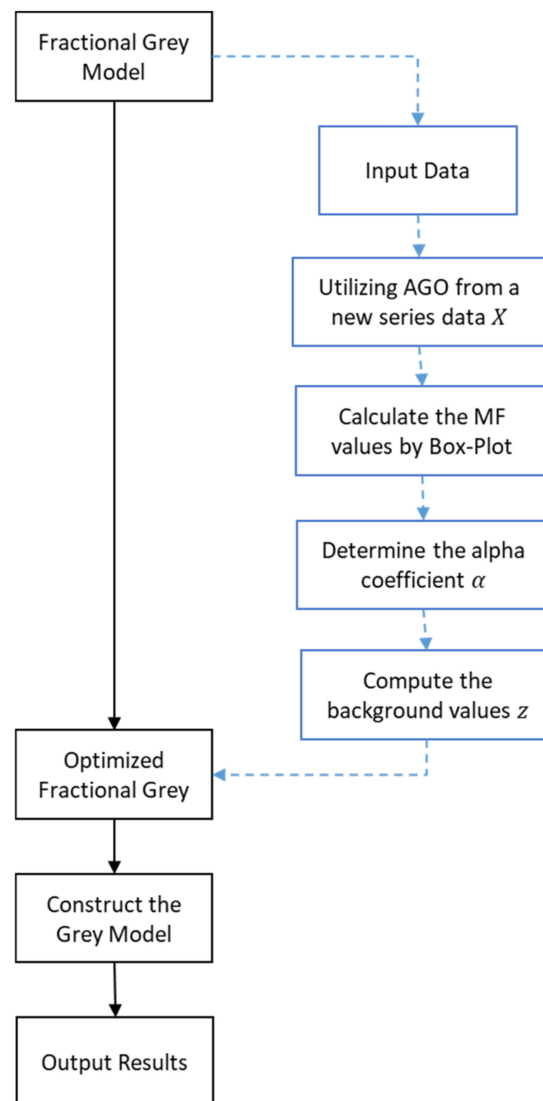 Fractional Grey
Model
Input Data
Utilizing AGO from a
new series data X
Calculate the MF
values by Box-Plot
Determine the alpha
coefficient α
Compute the
background values z
Optimized
Fractional Grey
Construct the
Grey Model
Output Results